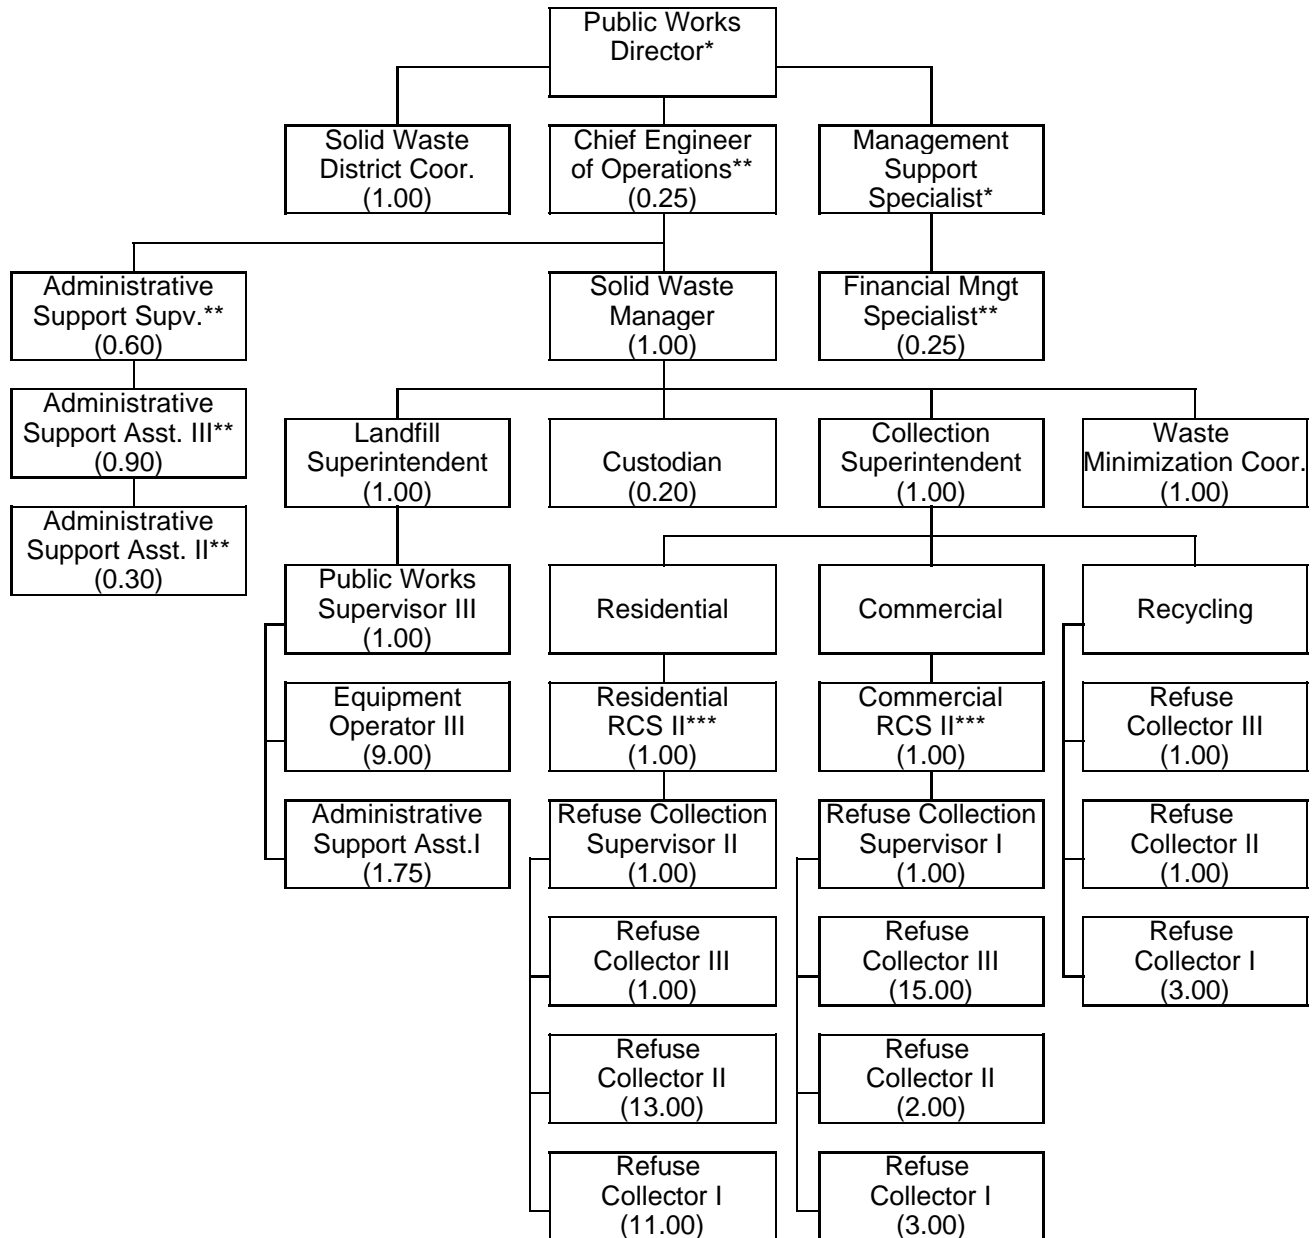 Public Works
Director*
Solid Waste
District Coor.
(1.00)
Chief Engineer
of Operations**
(0.25)
Management
Support
Specialist*
Administrative
Support Supv.**
(0.60)
Solid Waste
Manager
(1.00)
Financial Mngt
Specialist**
(0.25)
Administrative
Support Asst. III**
(0.90)
Landfill
Superintendent
(1.00)
Custodian
(0.20)
Collection
Superintendent
(1.00)
Waste
Minimization Coor.
(1.00)
Administrative
Support Asst. II**
(0.30)
Public Works
Supervisor III
(1.00)
Residential
Commercial
Recycling
Equipment
Operator III
(9.00)
Residential
RCS II***
(1.00)
Commercial
RCS II***
(1.00)
Refuse
Collector III
(1.00)
Administrative
Support Asst.I
(1.75)
Refuse Collection
Supervisor II
(1.00)
Refuse Collection
Supervisor I
(1.00)
Refuse
Collector II
(1.00)
Refuse
Collector III
(1.00)
Refuse
Collector III
(15.00)
Refuse
Collector I
(3.00)
Refuse
Collector II
(13.00)
Refuse
Collector II
(2.00)
Refuse
Collector I
(11.00)
Refuse
Collector I
(3.00)